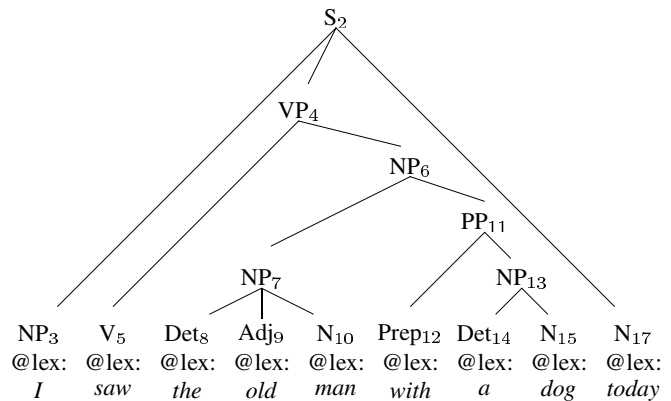 S₂
VP₄
NP₆
PP₁₁
NP₇ NP₁₃
NP₃ V₅ Det₈ Adj₉ N₁₀ Prep₁₂ Det₁₄ N₁₅ N₁₇
@lex: @lex: @lex: @lex: @lex: @lex: @lex: @lex: @lex:
I saw the old man with a dog today